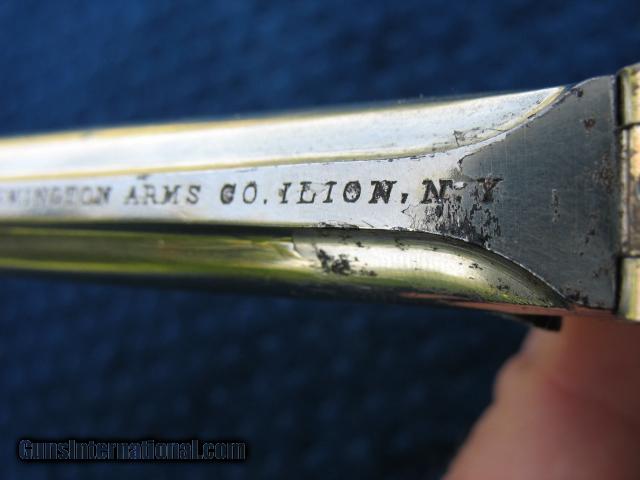 MINGTON ARMS CO. ILION, N.Y
GunsInternational.com